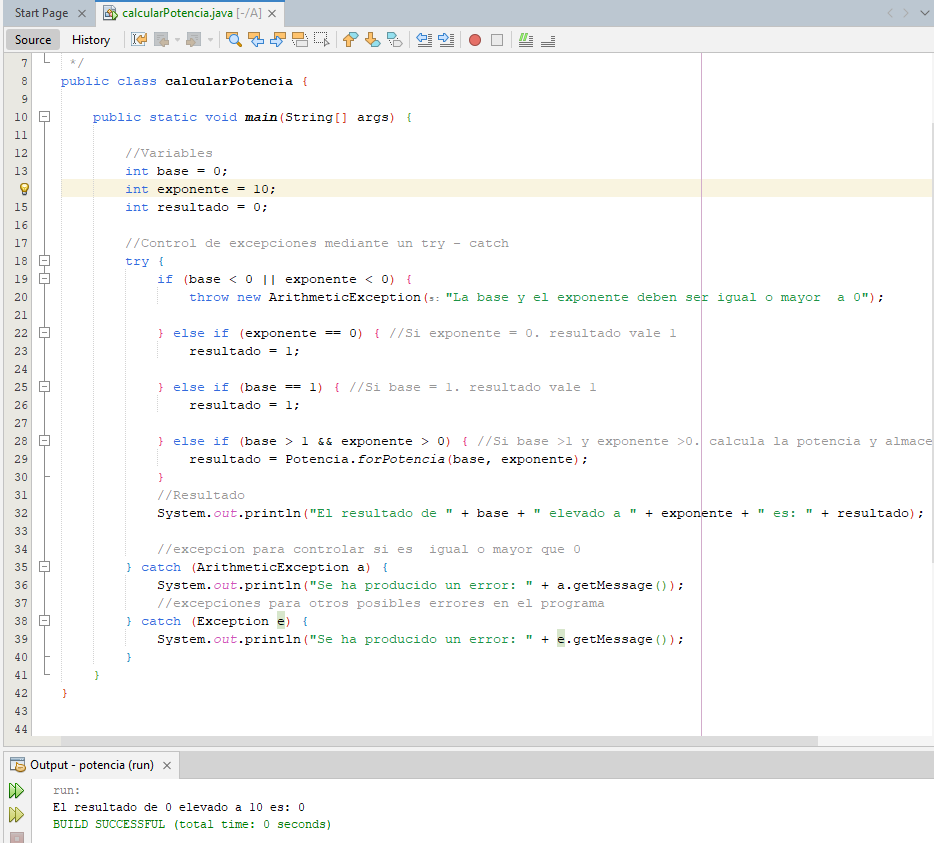 Start Page
calcularPotencia.java [-/A]
Source
History
7 */
8 public class calcularPotencia {
9
10 public static void main(String[] args) {
11
12 //Variables
13 int base = 0;
int exponente = 10;
15 int resultado = 0;
16
17 //Control de excepciones mediante un try - catch
18 try {
19 if (base < 0 || exponente < 0) {
20 throw new ArithmeticException(s: "La base y el exponente deben ser igual o mayor  a 0");
21
22 } else if (exponente == 0) { //Si exponente = 0. resultado vale 1
23 resultado = 1;
24
25 } else if (base == 1) { //Si base = 1. resultado vale 1
26 resultado = 1;
27
28 } else if (base > 1 && exponente > 0) { //Si base >1 y exponente >0. calcula la potencia y almace
29 resultado = Potencia.forPotencia(base, exponente);
30 }
31 //Resultado
32 System.out.println("El resultado de " + base + " elevado a " + exponente + " es: " + resultado);
33
34 //excepcion para controlar si es  igual o mayor que 0
35 } catch (ArithmeticException a) {
36 System.out.println("Se ha producido un error: " + a.getMessage());
37 //excepciones para otros posibles errores en el programa
38 } catch (Exception e) {
39 System.out.println("Se ha producido un error: " + e.getMessage());
40 }
41 }
42 }
43
44
Output - potencia (run)
run:
El resultado de 0 elevado a 10 es: 0
BUILD SUCCESSFUL (total time: 0 seconds)